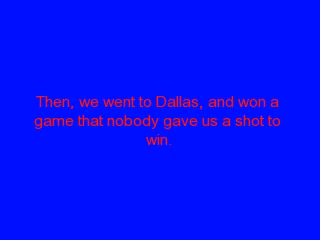 Then, we went to Dallas, and won a
game that nobody gave us a shot to
win.